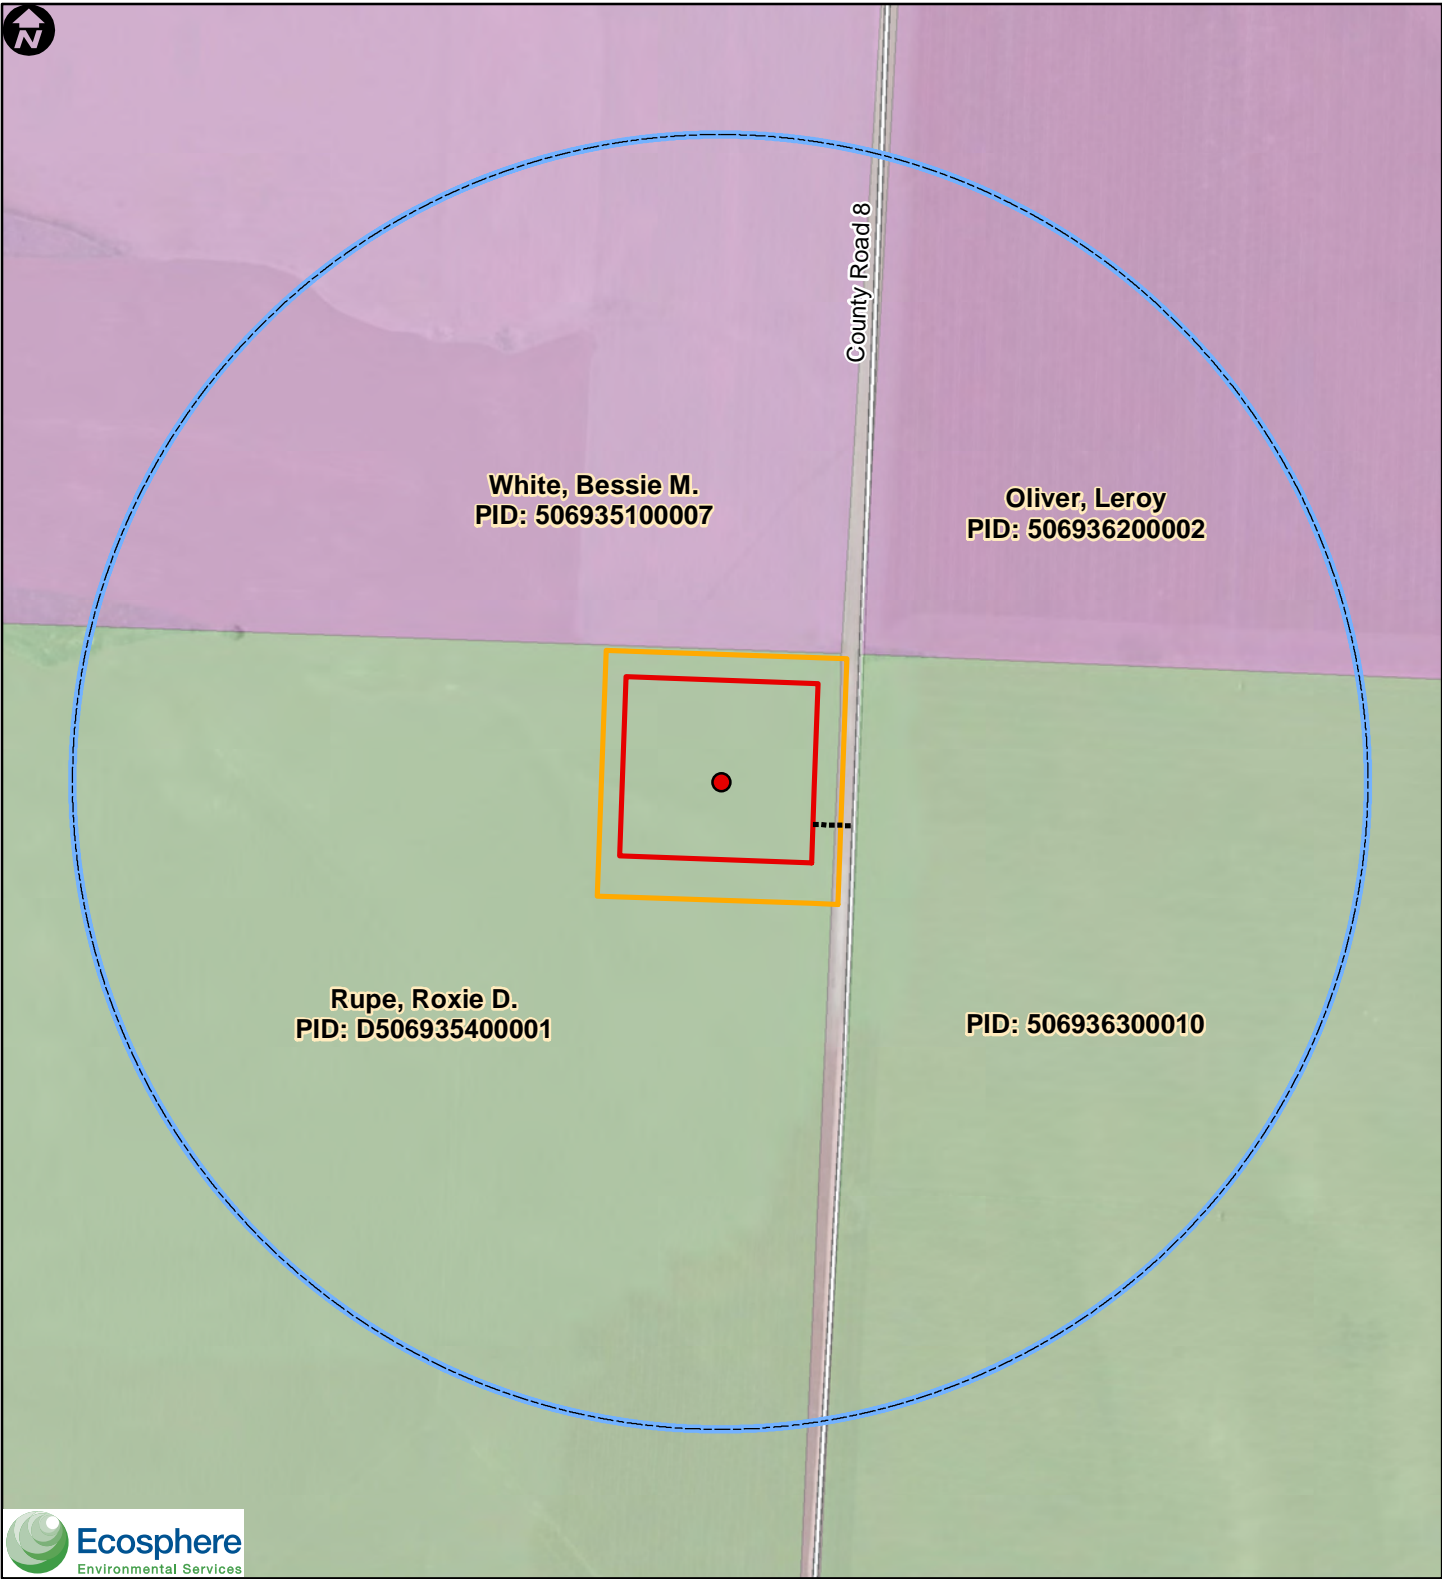 N
County Road 8
White, Bessie M.
PID: 506935100007
Oliver, Leroy
PID: 506936200002
Rupe, Roxie D.
PID: D506935400001
PID: 506936300010
Ecosphere
Environmental Services